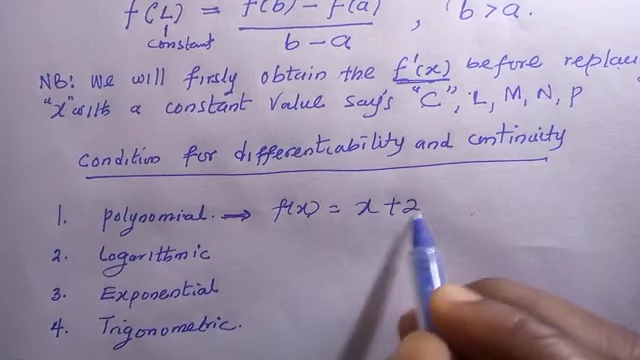 f'(L) = f(b) - f(a) / b - a , b > a.
constant
NB: We will firstly obtain the f'(x) before replac
"x" with a constant value say's "C", L, M, N, P
Condition for differentiability and continuity
1. polynomial. → f(x) = x + 2
2. Logarithmic
3. Exponential
4. Trigonometric.